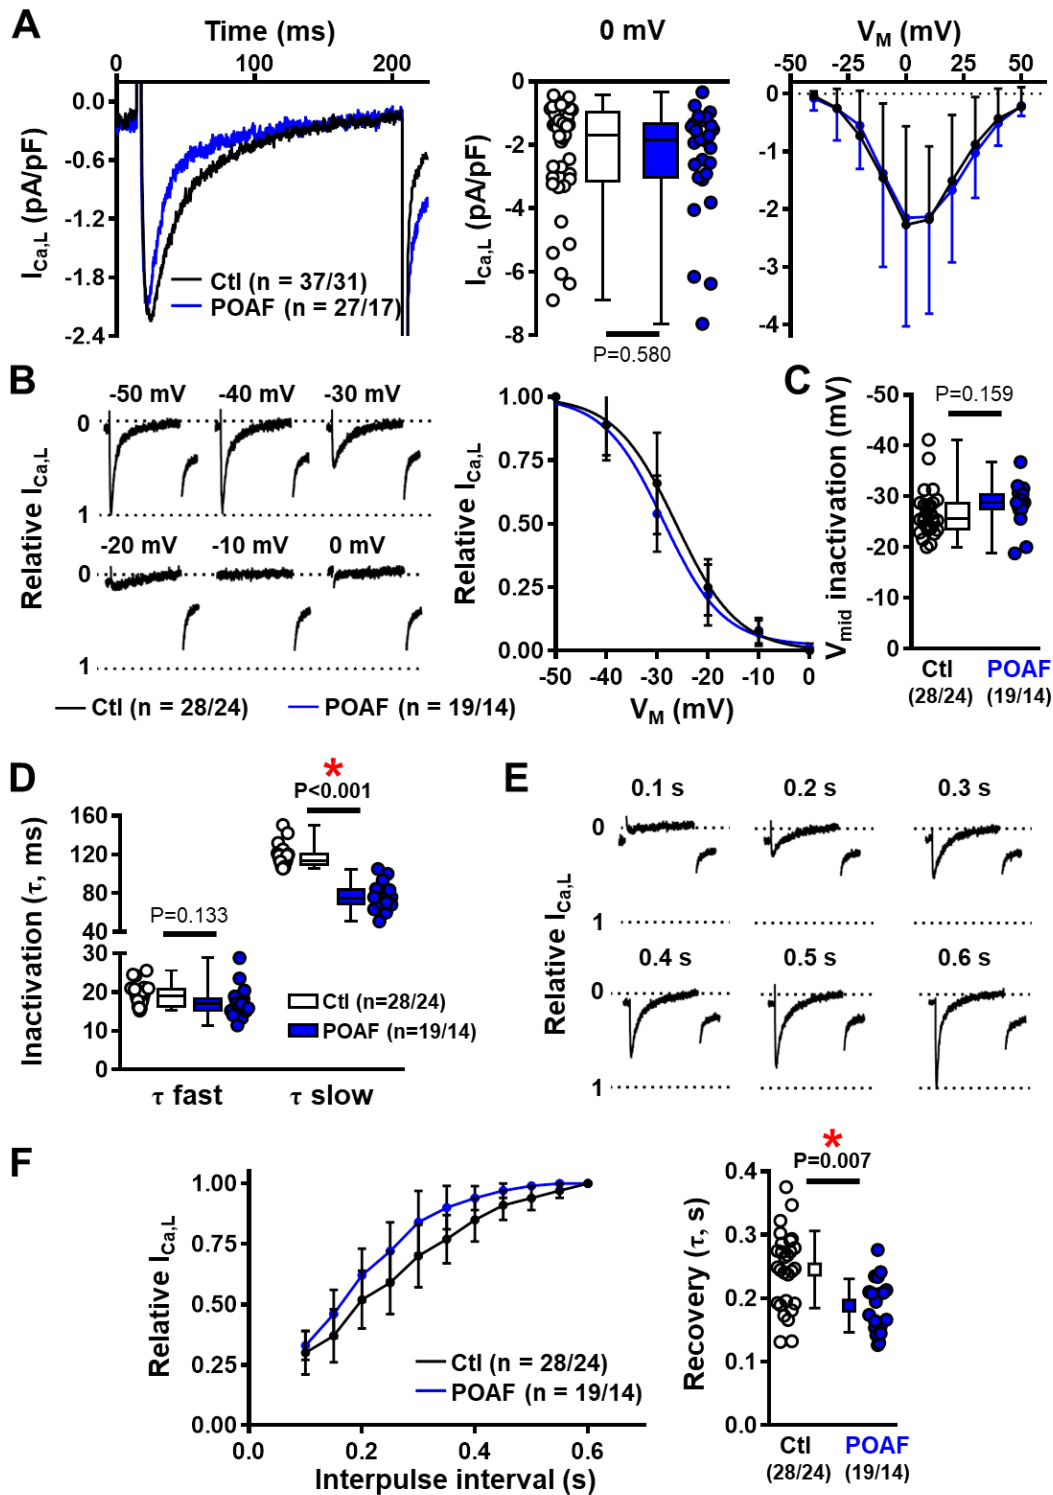 A
Time (ms)
0 100 200
0.0
-0.6
-1.2
-1.8
-2.4
I_Ca,L (pA/pF)
Ctl (n = 37/31)
POAF (n = 27/17)
0 mV
0
-2
-4
-6
-8
I_Ca,L (pA/pF)
P=0.580
V_M (mV)
-50 -25 0 25 50
0
-1
-2
-3
-4
B
Relative I_Ca,L
-50 mV -40 mV -30 mV
0
1
-20 mV -10 mV 0 mV
0
1
Ctl (n = 28/24) POAF (n = 19/14)
Relative I_Ca,L
1.00
0.75
0.50
0.25
0.00
-50 -40 -30 -20 -10 0
V_M (mV)
C
V_mid inactivation (mV)
P=0.159
-50
-40
-30
-20
-10
0
Ctl POAF
(28/24) (19/14)
D
*
P<0.001
Inactivation (τ, ms)
160
120
80
40
P=0.133
30
20
10
0
Ctl (n=28/24)
POAF (n=19/14)
τ fast τ slow
E
Relative I_Ca,L
0.1 s 0.2 s 0.3 s
0
1
0.4 s 0.5 s 0.6 s
0
1
F
Relative I_Ca,L
1.00
0.75
0.50
0.25
0.00
Ctl (n = 28/24)
POAF (n = 19/14)
0.0 0.2 0.4 0.6
Interpulse interval (s)
*
P=0.007
Recovery (τ, s)
0.4
0.3
0.2
0.1
0.0
Ctl POAF
(28/24) (19/14)